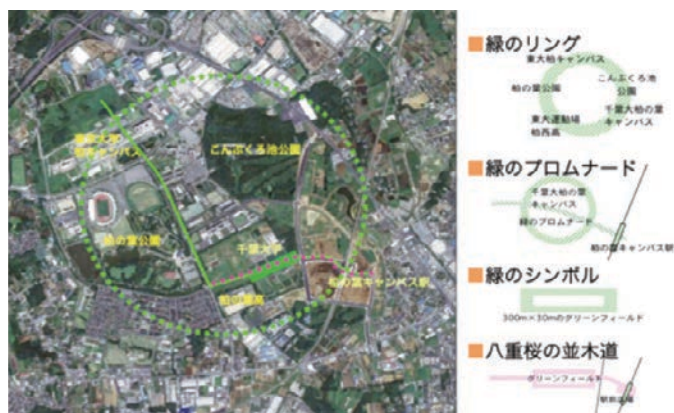 東京大学
柏キャンパス
こんぶくろ池公園
柏の葉公園
千葉大学
柏の葉高
柏の葉キャンパス駅
■緑のリング
東大柏キャンパス
柏の葉公園
こんぶくろ池
公園
東大運動場
柏西高
千葉大柏の葉
キャンパス
■緑のプロムナード
千葉大柏の葉
キャンパス
緑のプロムナード
柏の葉キャンパス駅
■緑のシンボル
300m×30mのグリーンフィールド
■八重桜の並木道
グリーンフィールド
駅前広場